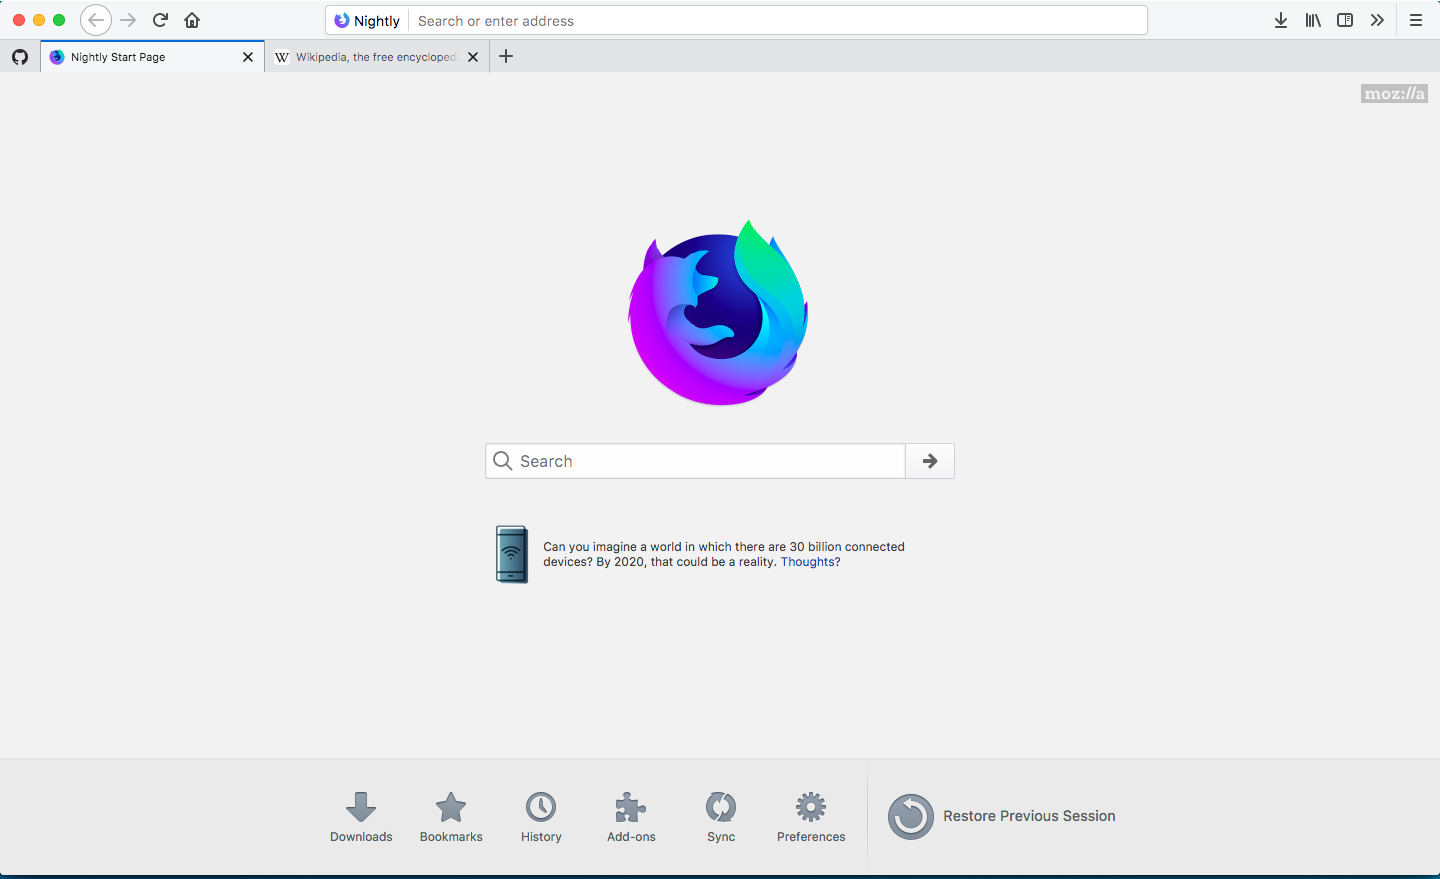 Nightly
Search or enter address
Nightly Start Page
W
Wikipedia, the free encycloped
moz://a
Search
Can you imagine a world in which there are 30 billion connected
devices? By 2020, that could be a reality. Thoughts?
Downloads
Bookmarks
History
Add-ons
Sync
Preferences
Restore Previous Session